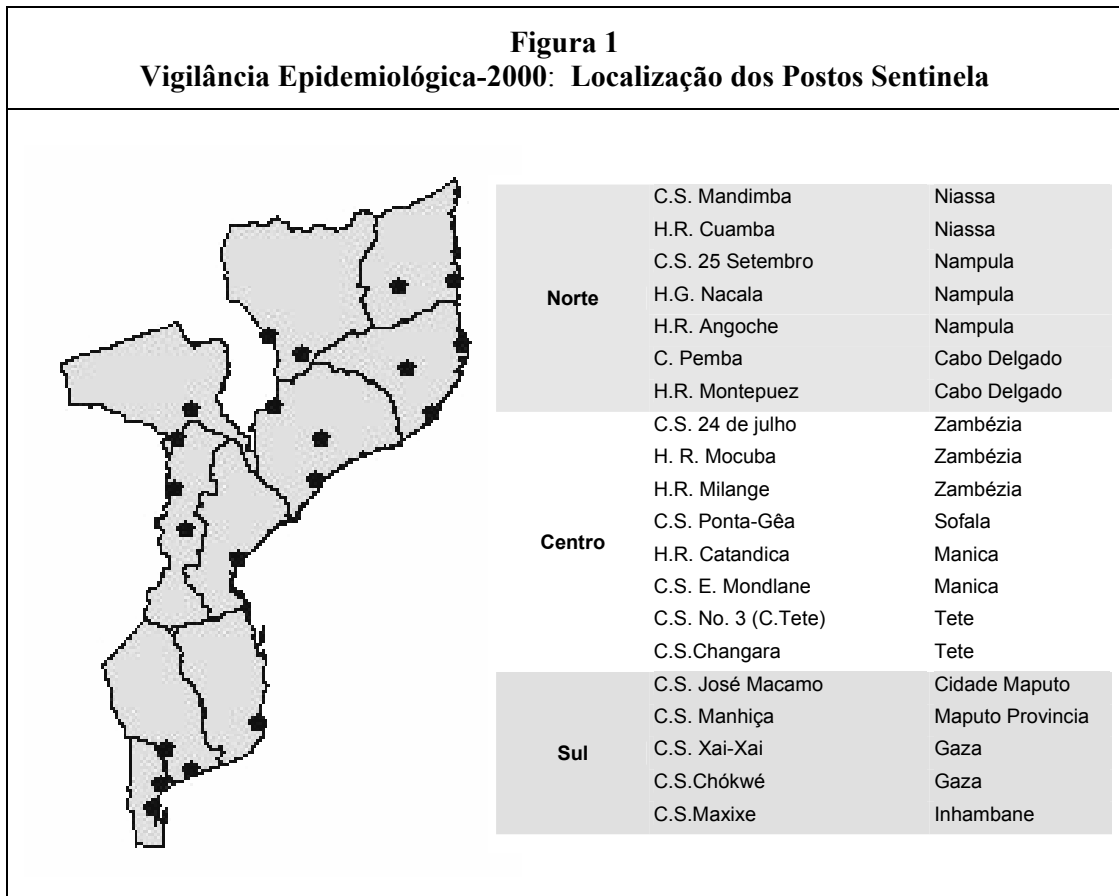 Figura 1
Vigilância Epidemiológica-2000: Localização dos Postos Sentinela
Norte
C.S. Mandimba Niassa
H.R. Cuamba Niassa
C.S. 25 Setembro Nampula
H.G. Nacala Nampula
H.R. Angoche Nampula
C. Pemba Cabo Delgado
H.R. Montepuez Cabo Delgado
Centro
C.S. 24 de julho Zambézia
H. R. Mocuba Zambézia
H.R. Milange Zambézia
C.S. Ponta-Gêa Sofala
H.R. Catandica Manica
C.S. E. Mondlane Manica
C.S. No. 3 (C.Tete) Tete
C.S.Changara Tete
Sul
C.S. José Macamo Cidade Maputo
C.S. Manhiça Maputo Provincia
C.S. Xai-Xai Gaza
C.S.Chókwé Gaza
C.S.Maxixe Inhambane